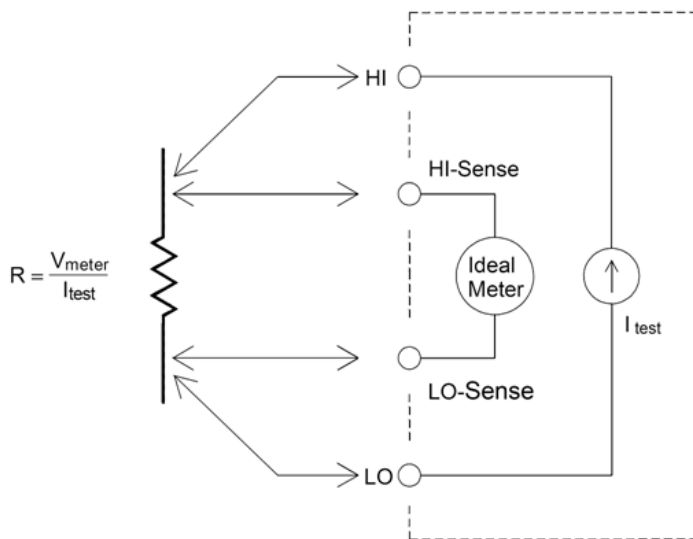 HI
HI-Sense
Ideal
Meter
R = V_meter / I_test
I_test
LO-Sense
LO